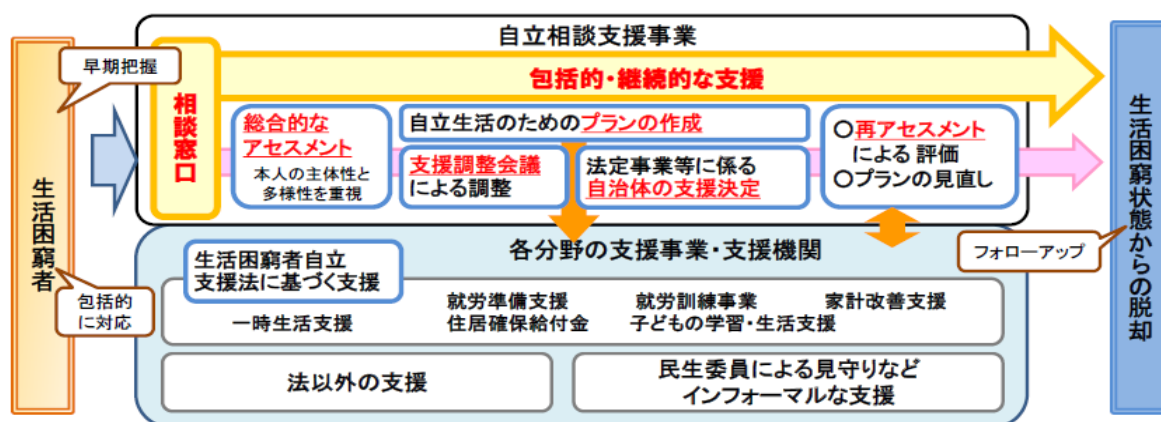 自立相談支援事業
早期把握
包括的・継続的な支援
相談窓口
総合的な
アセスメント
本人の主体性と
多様性を重視
自立生活のためのプランの作成
支援調整会議
による調整
法定事業等に係る
自治体の支援決定
〇再アセスメント
による評価
〇プランの見直し
生活困窮者
包括的
に対応
各分野の支援事業・支援機関
生活困窮者自立
支援法に基づく支援
就労準備支援
就労訓練事業
家計改善支援
一時生活支援
住居確保給付金
子どもの学習・生活支援
法以外の支援
民生委員による見守りなど
インフォーマルな支援
フォローアップ
生活困窮状態からの脱却